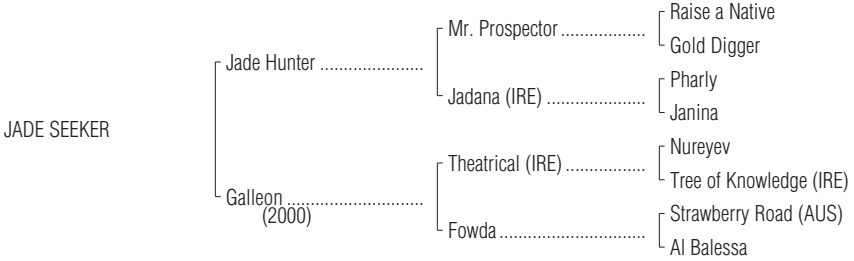 Raise a Native
Mr. Prospector ..................
Gold Digger
Jade Hunter ......................
Pharly
Jadana (IRE) .....................
Janina
JADE SEEKER
Nureyev
Theatrical (IRE) .................
Tree of Knowledge (IRE)
Galleon .............................
(2000)
Strawberry Road (AUS)
Fowda ...............................
Al Balessa